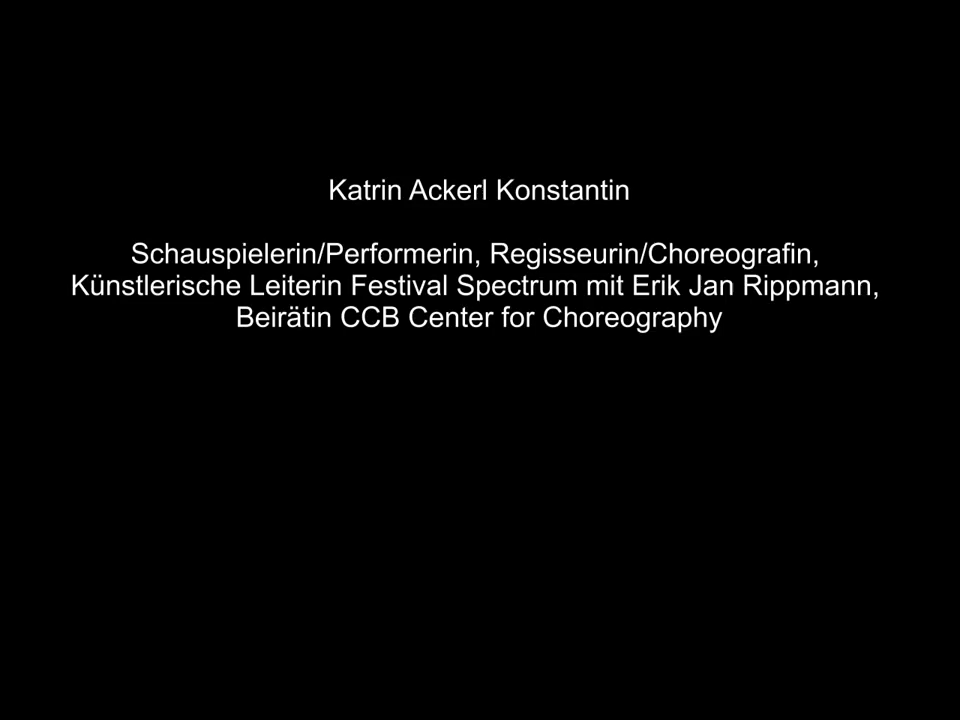 Katrin Ackerl Konstantin
Schauspielerin/Performerin, Regisseurin/Choreografin,
Künstlerische Leiterin Festival Spectrum mit Erik Jan Rippmann,
Beirätin CCB Center for Choreography